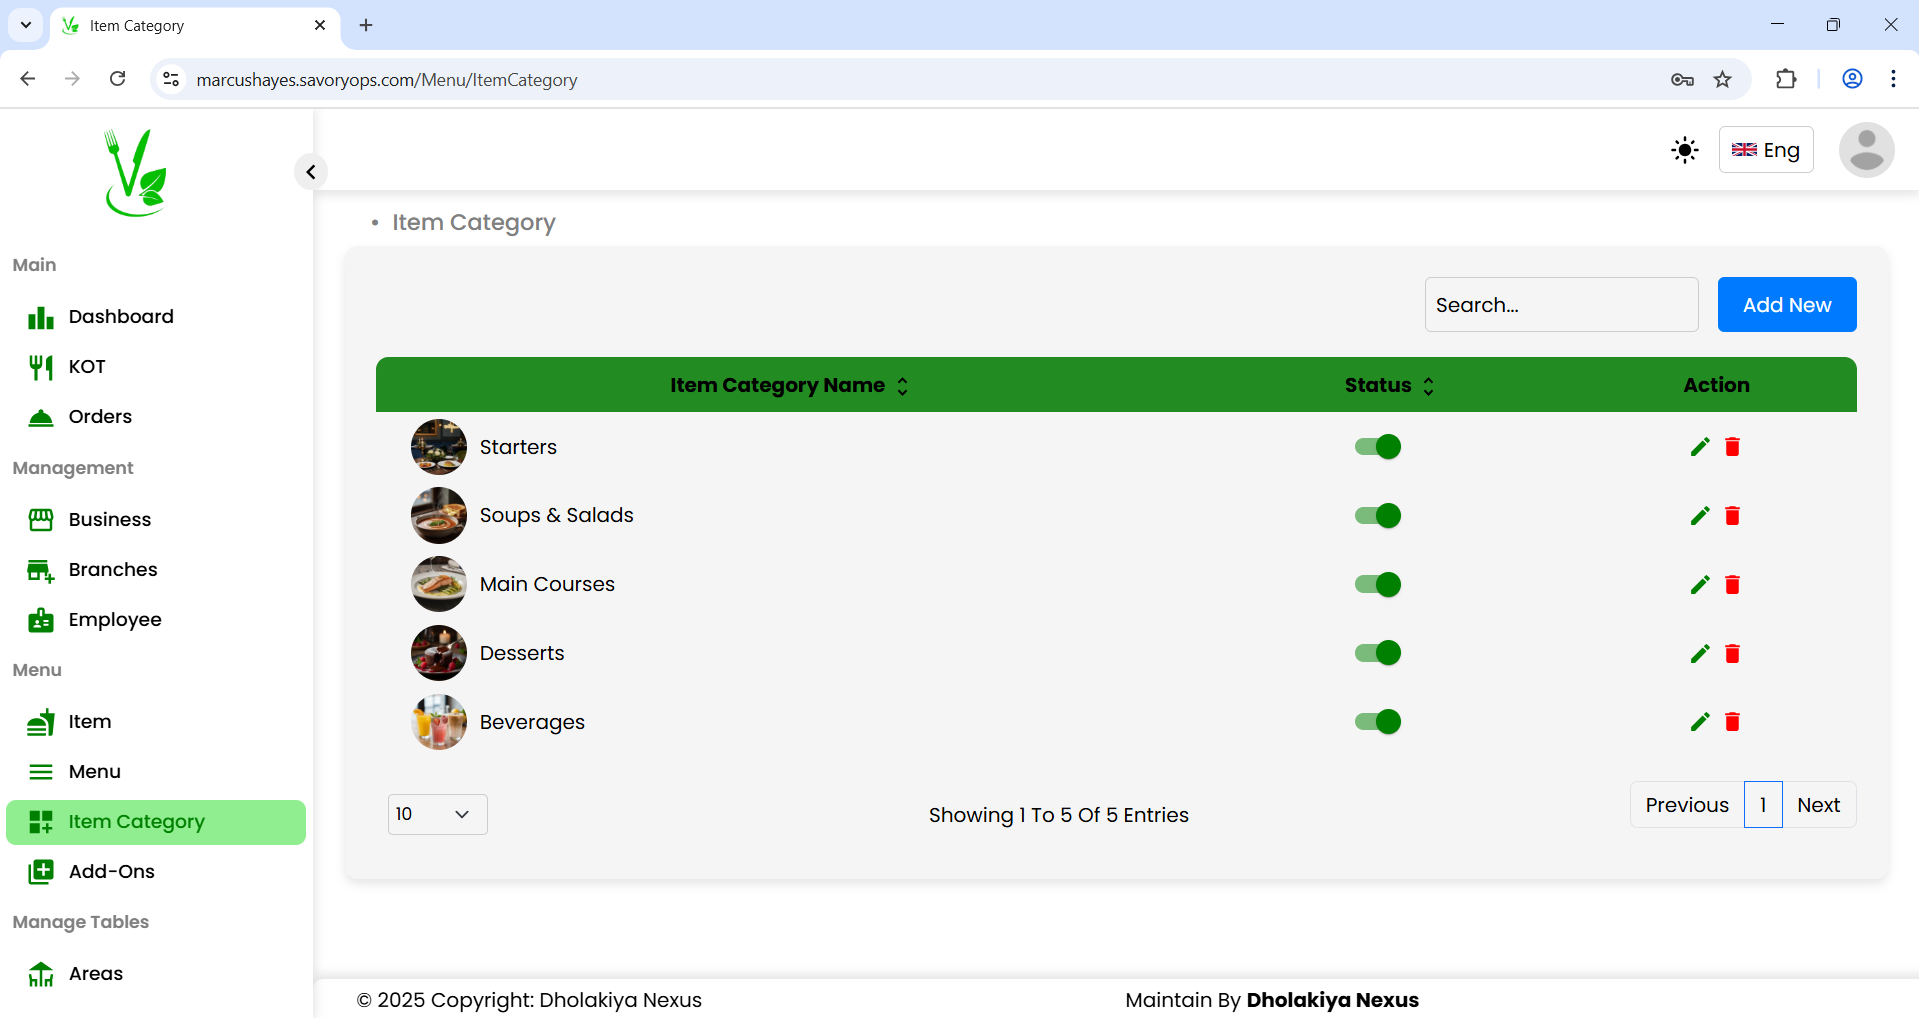 Item Category
marcushayes.savoryops.com/Menu/ItemCategory
Eng
Main
Dashboard
KOT
Orders
Management
Business
Branches
Employee
Menu
Item
Menu
Item Category
Add-Ons
Manage Tables
Areas
• Item Category
Search...
Add New
Item Category Name
Status
Action
Starters
Soups & Salads
Main Courses
Desserts
Beverages
10
Showing 1 To 5 Of 5 Entries
Previous
1
Next
© 2025 Copyright: Dholakiya Nexus
Maintain By Dholakiya Nexus